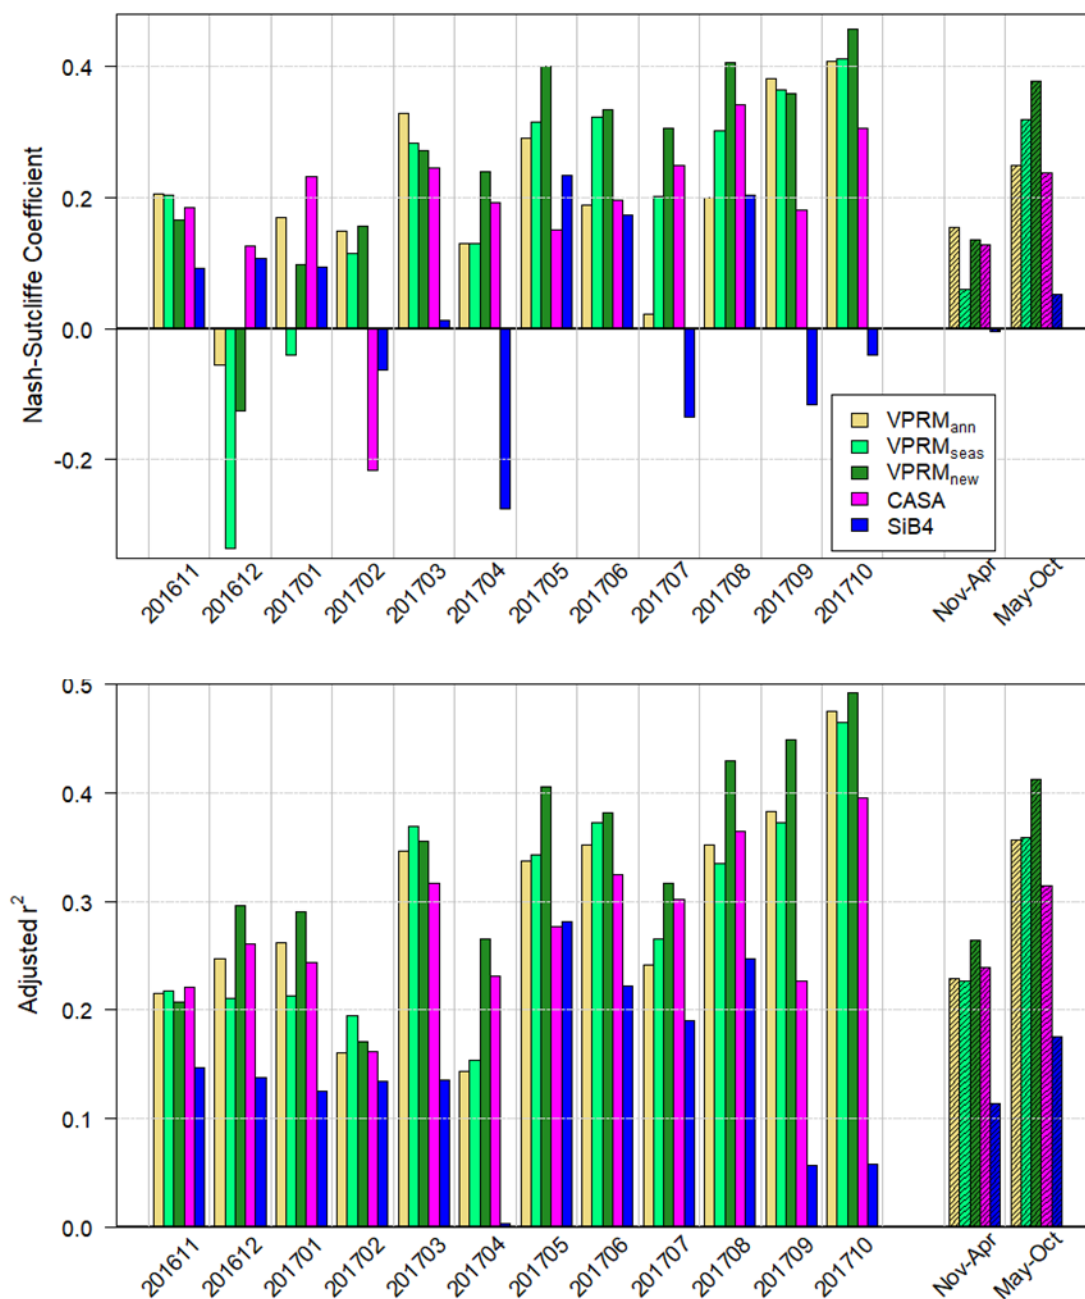 Nash-Sutcliffe Coefficient
0.4
0.2
0.0
-0.2
VPRMann
VPRMseas
VPRMnew
CASA
SiB4
201611 201612 201701 201702 201703 201704 201705 201706 201707 201708 201709 201710 Nov-Apr May-Oct
Adjusted r²
0.5
0.4
0.3
0.2
0.1
0.0
201611 201612 201701 201702 201703 201704 201705 201706 201707 201708 201709 201710 Nov-Apr May-Oct